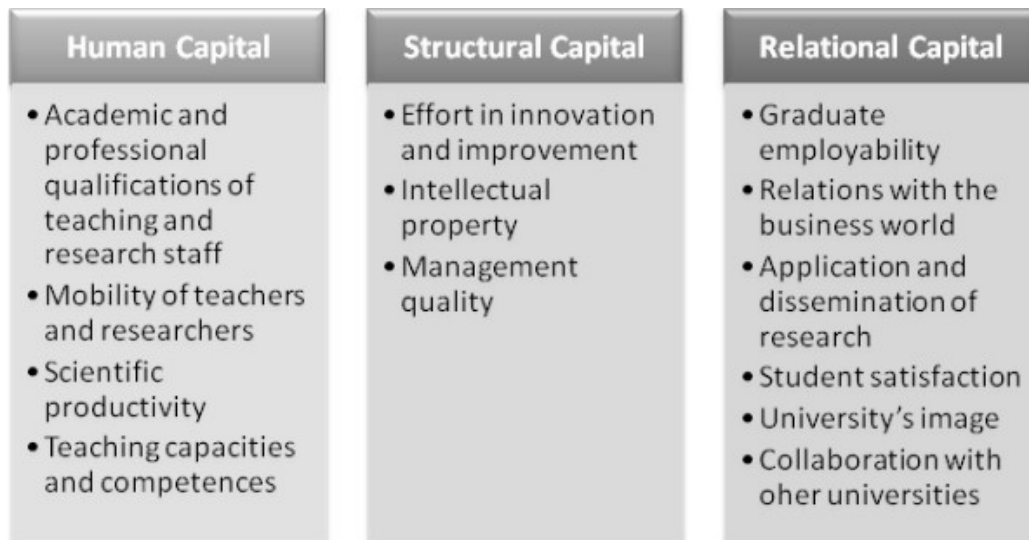 Human Capital
• Academic and
professional
qualifications of
teaching and
research staff
• Mobility of teachers
and researchers
• Scientific
productivity
• Teaching capacities
and competences
Structural Capital
• Effort in innovation
and improvement
• Intellectual
property
• Management
quality
Relational Capital
• Graduate
employability
• Relations with the
business world
• Application and
dissemination of
research
• Student satisfaction
• University's image
• Collaboration with
oher universities